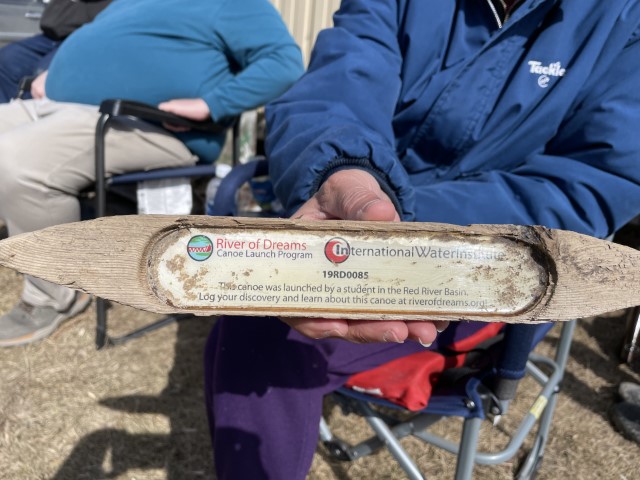 Tackle
River of Dreams
Canoe Launch Program
International Water Institute
19RD0085
This canoe was launched by a student in the Red River Basin.
Log your discovery and learn about this canoe at riverofdreams.org